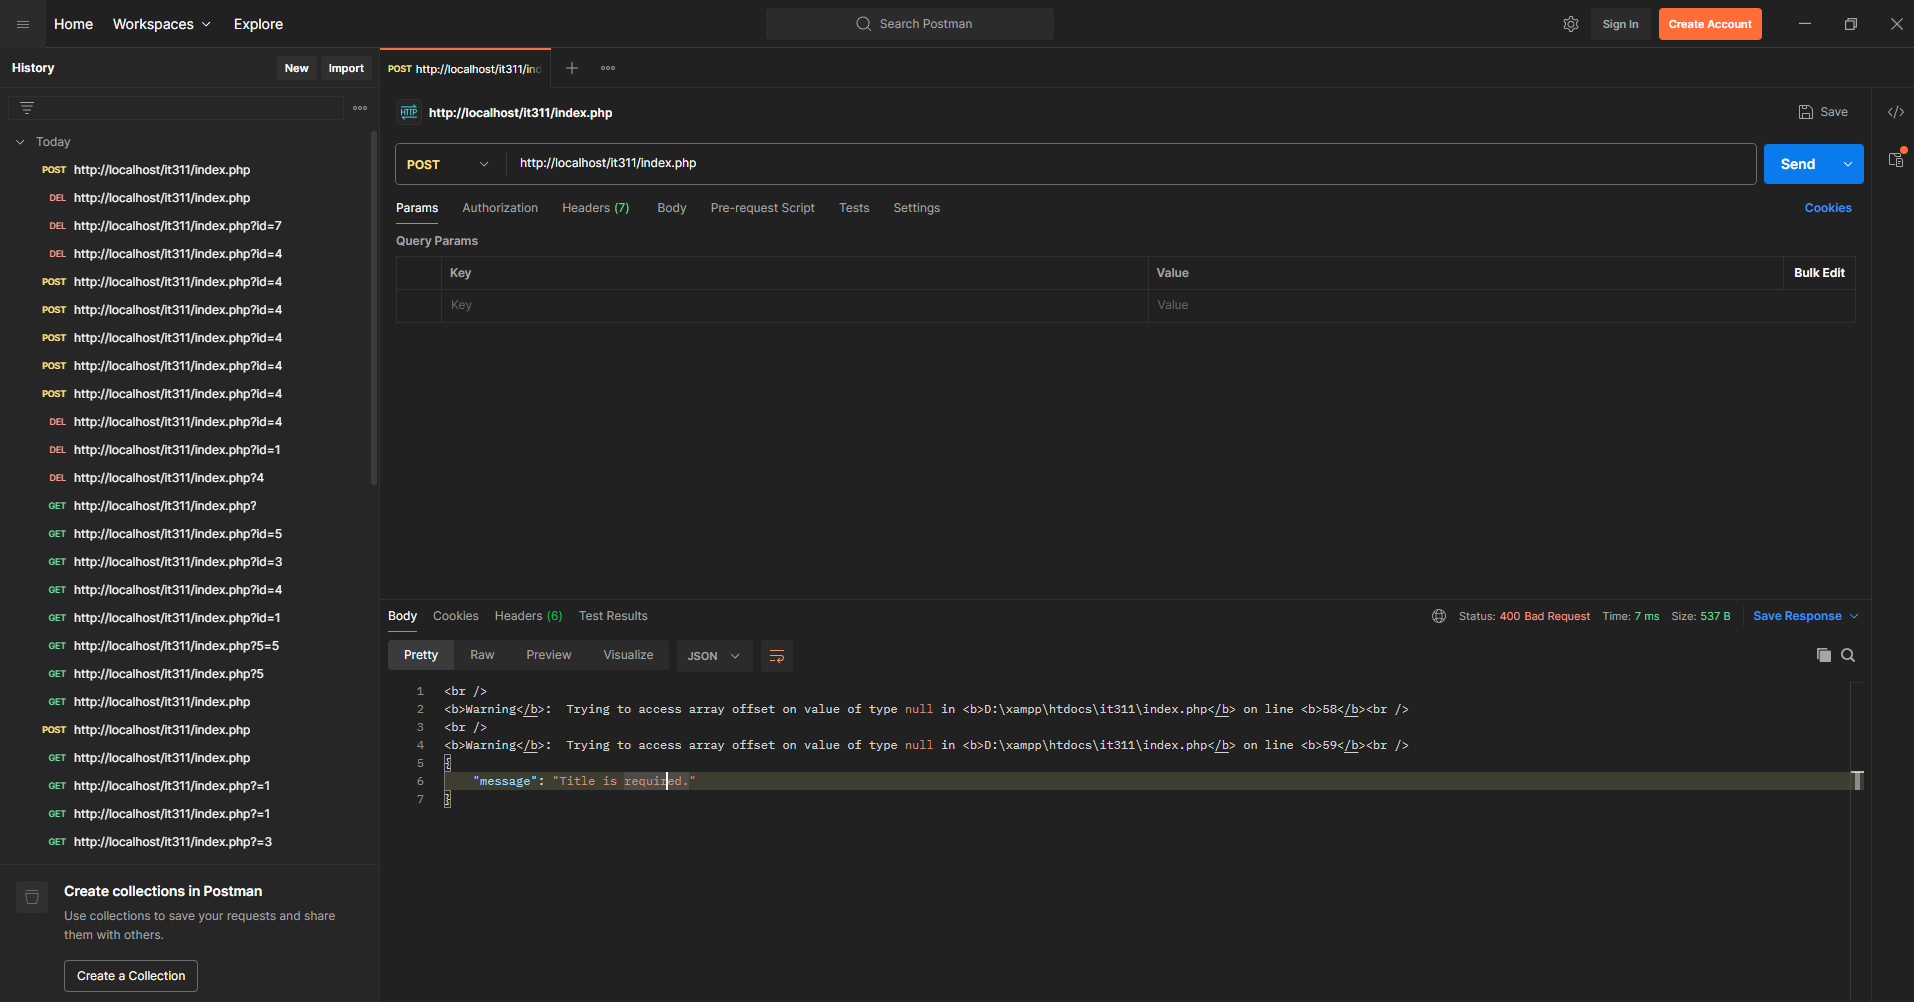 Home Workspaces Explore
Search Postman
Sign In Create Account
History New Import
Today
POST http://localhost/it311/index.php
DEL http://localhost/it311/index.php
DEL http://localhost/it311/index.php?id=7
DEL http://localhost/it311/index.php?id=4
POST http://localhost/it311/index.php?id=4
POST http://localhost/it311/index.php?id=4
POST http://localhost/it311/index.php?id=4
POST http://localhost/it311/index.php?id=4
POST http://localhost/it311/index.php?id=4
DEL http://localhost/it311/index.php?id=4
DEL http://localhost/it311/index.php?id=1
DEL http://localhost/it311/index.php?4
GET http://localhost/it311/index.php?
GET http://localhost/it311/index.php?id=5
GET http://localhost/it311/index.php?id=3
GET http://localhost/it311/index.php?id=4
GET http://localhost/it311/index.php?id=1
GET http://localhost/it311/index.php?5=5
GET http://localhost/it311/index.php?5
GET http://localhost/it311/index.php
POST http://localhost/it311/index.php
GET http://localhost/it311/index.php
GET http://localhost/it311/index.php?=1
GET http://localhost/it311/index.php?=1
GET http://localhost/it311/index.php?=3
Create collections in Postman
Use collections to save your requests and share
them with others.
Create a Collection
POST http://localhost/it311/ind
HTTP http://localhost/it311/index.php
Save </>
POST http://localhost/it311/index.php
Send
Params Authorization Headers (7) Body Pre-request Script Tests Settings
Cookies
Query Params
Key Value Bulk Edit
Key Value
Body Cookies Headers (6) Test Results
Status: 400 Bad Request Time: 7 ms Size: 537 B Save Response
Pretty Raw Preview Visualize JSON
1 <br />
2 <b>Warning</b>:  Trying to access array offset on value of type null in <b>D:\xampp\htdocs\it311\index.php</b> on line <b>58</b><br />
3 <br />
4 <b>Warning</b>:  Trying to access array offset on value of type null in <b>D:\xampp\htdocs\it311\index.php</b> on line <b>59</b><br />
5 {
6 "message": "Title is required."
7 }